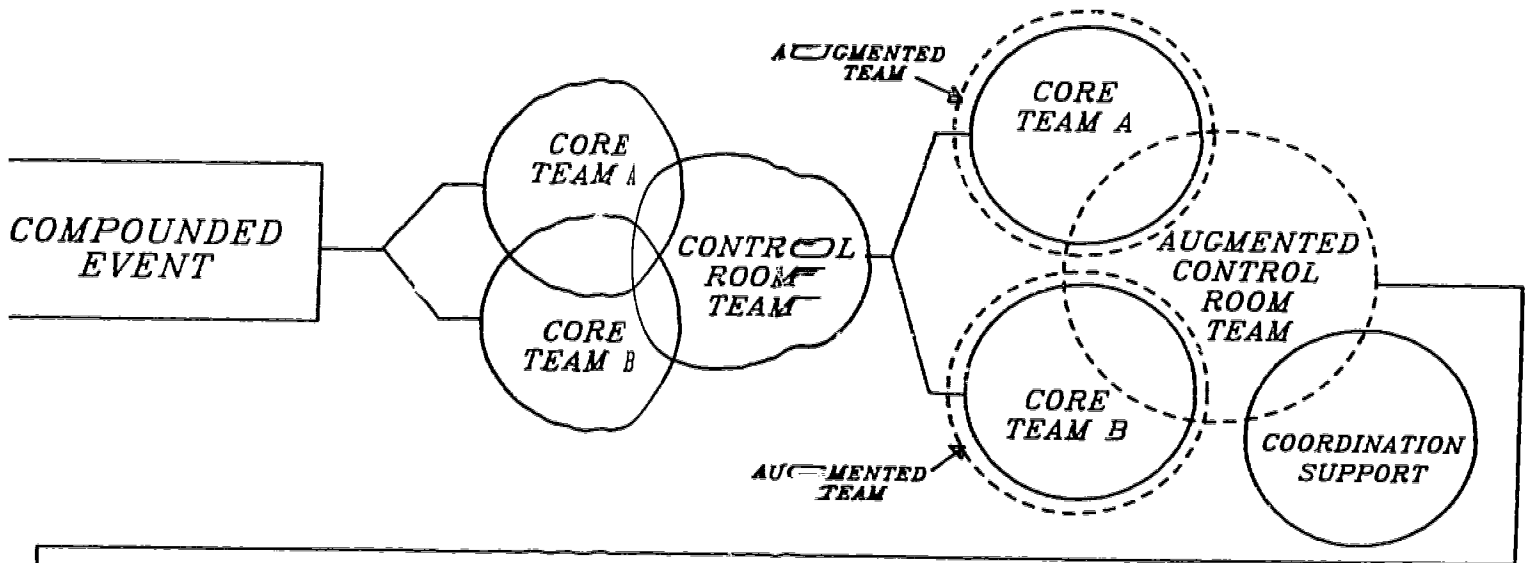 COMPOUNDED
EVENT
CORE
TEAM A
CORE
TEAM B
CONTROL
ROOM
TEAM
AUGMENTED
TEAM
CORE
TEAM A
AUGMENTED
CONTROL
ROOM
TEAM
CORE
TEAM B
AUGMENTED
TEAM
COORDINATION
SUPPORT